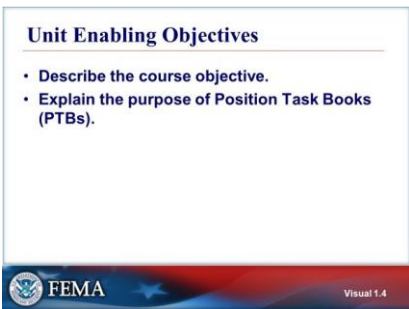 Unit Enabling Objectives
• Describe the course objective.
• Explain the purpose of Position Task Books
(PTBs).
FEMA
Visual 1.4